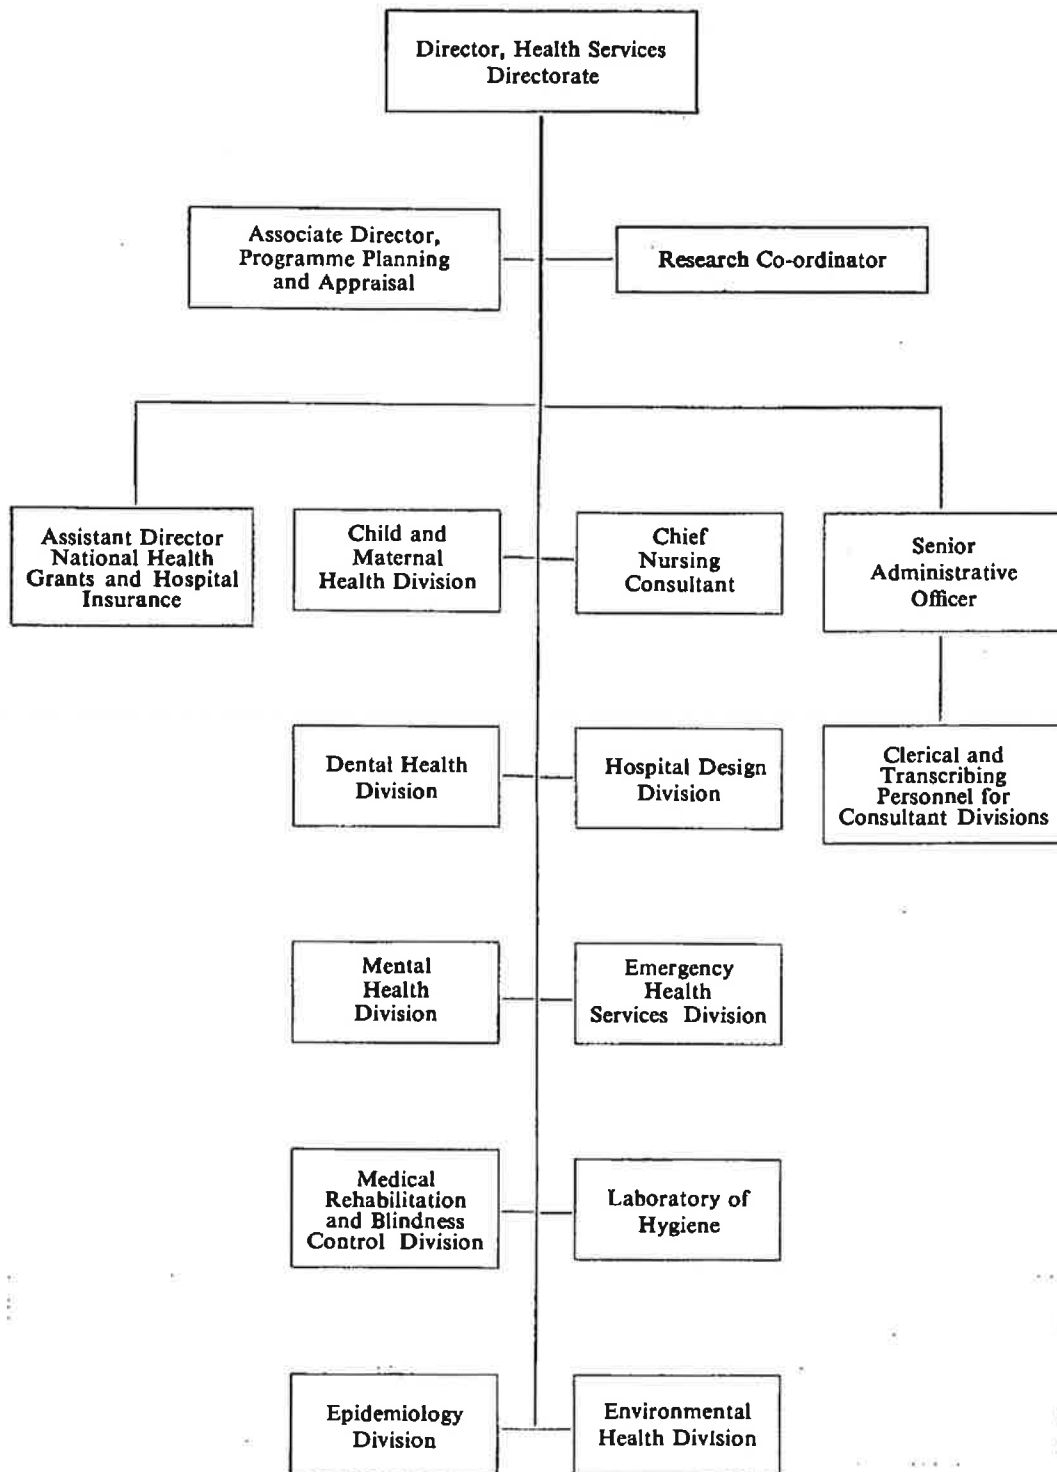 Director, Health Services
Directorate
Associate Director,
Programme Planning
and Appraisal
Research Co-ordinator
Assistant Director
National Health
Grants and Hospital
Insurance
Child and
Maternal
Health Division
Chief
Nursing
Consultant
Senior
Administrative
Officer
Dental Health
Division
Hospital Design
Division
Clerical and
Transcribing
Personnel for
Consultant Divisions
Mental
Health
Division
Emergency
Health
Services Division
Medical
Rehabilitation
and Blindness
Control Division
Laboratory of
Hygiene
Epidemiology
Division
Environmental
Health Division